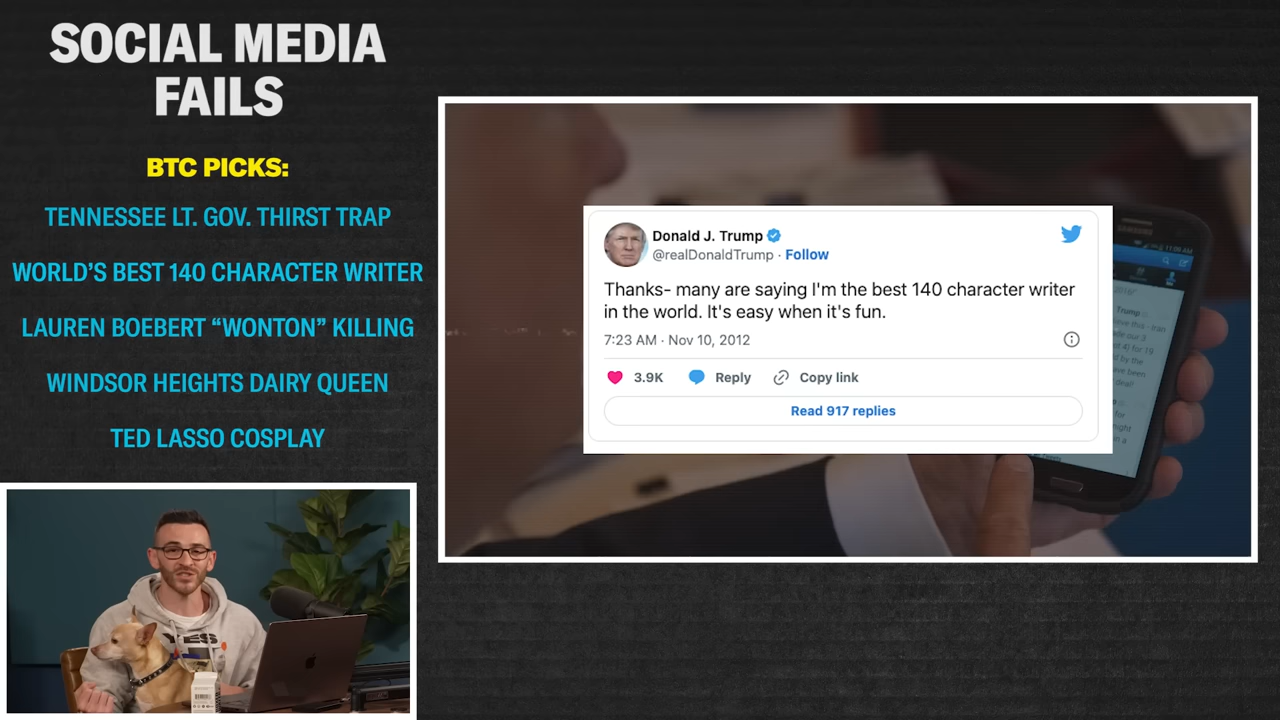 SOCIAL MEDIA
FAILS
BTC PICKS:
TENNESSEE LT. GOV. THIRST TRAP
WORLD'S BEST 140 CHARACTER WRITER
LAUREN BOEBERT “WONTON” KILLING
WINDSOR HEIGHTS DAIRY QUEEN
TED LASSO COSPLAY
Donald J. Trump
@realDonaldTrump · Follow
Thanks- many are saying I'm the best 140 character writer
in the world. It's easy when it's fun.
7:23 AM · Nov 10, 2012
3.9K Reply Copy link
Read 917 replies
SAMSUNG
Trump
YES